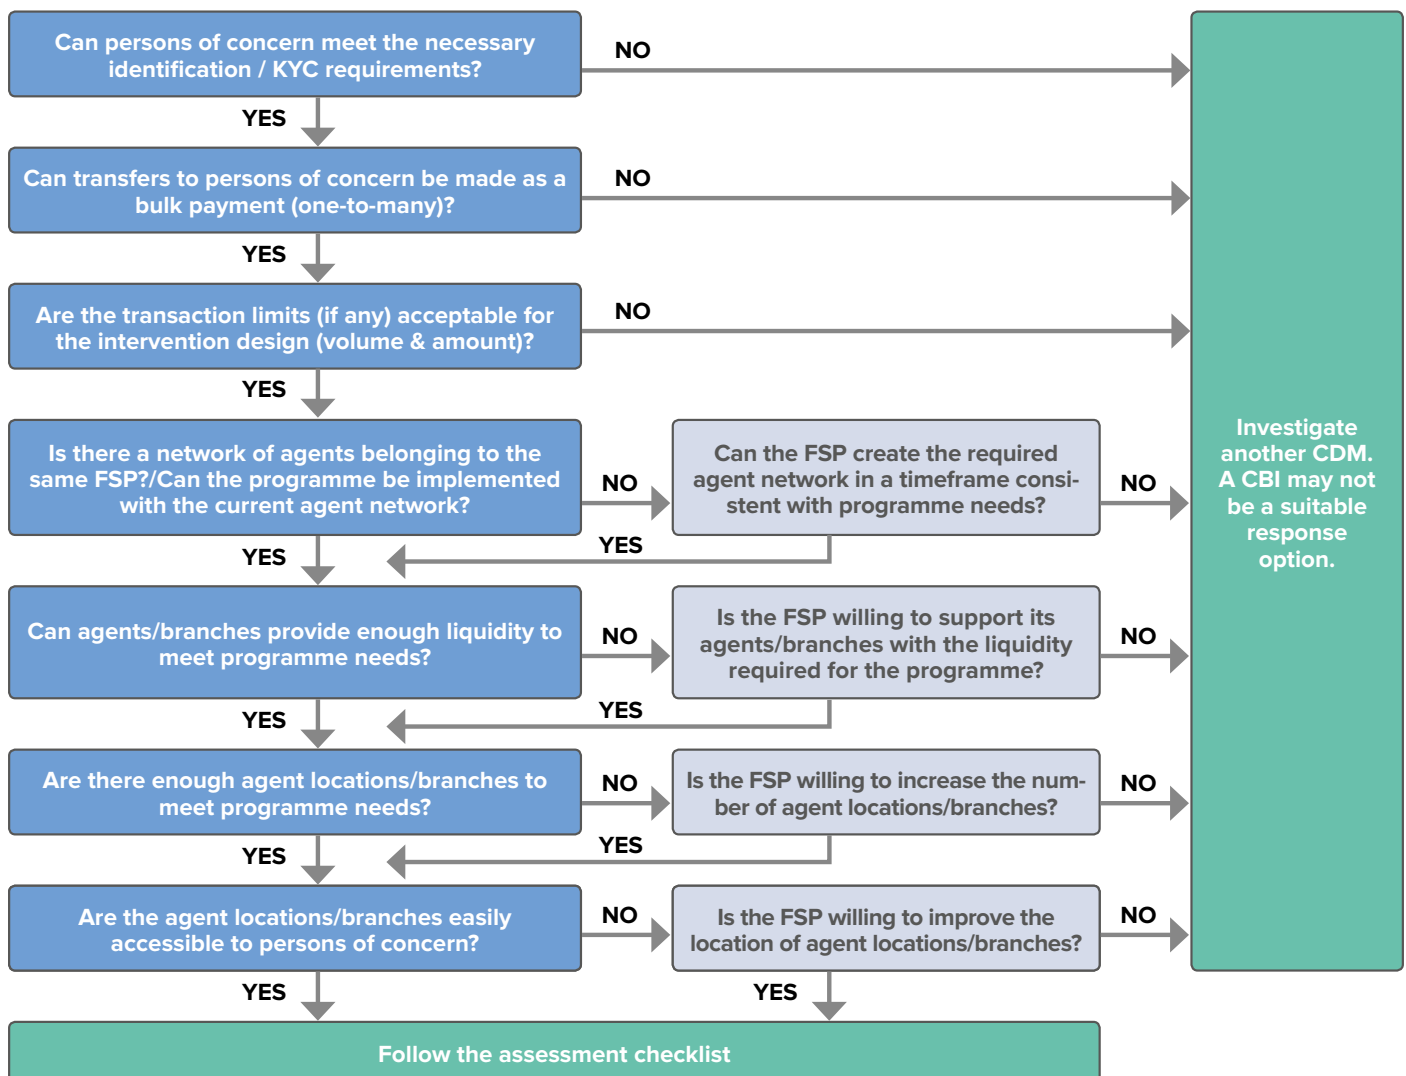 Can persons of concern meet the necessary
identification / KYC requirements?
NO
YES
Can transfers to persons of concern be made as a
bulk payment (one-to-many)?
NO
YES
Are the transaction limits (if any) acceptable for
the intervention design (volume & amount)?
NO
YES
Is there a network of agents belonging to the
same FSP?/Can the programme be implemented
with the current agent network?
NO
Can the FSP create the required
agent network in a timeframe consi-
stent with programme needs?
NO
YES
YES
Can agents/branches provide enough liquidity to
meet programme needs?
NO
Is the FSP willing to support its
agents/branches with the liquidity
required for the programme?
NO
YES
YES
Are there enough agent locations/branches to
meet programme needs?
NO
Is the FSP willing to increase the num-
ber of agent locations/branches?
NO
YES
YES
Are the agent locations/branches easily
accessible to persons of concern?
NO
Is the FSP willing to improve the
location of agent locations/branches?
NO
YES
YES
Investigate
another CDM.
A CBI may not
be a suitable
response
option.
Follow the assessment checklist